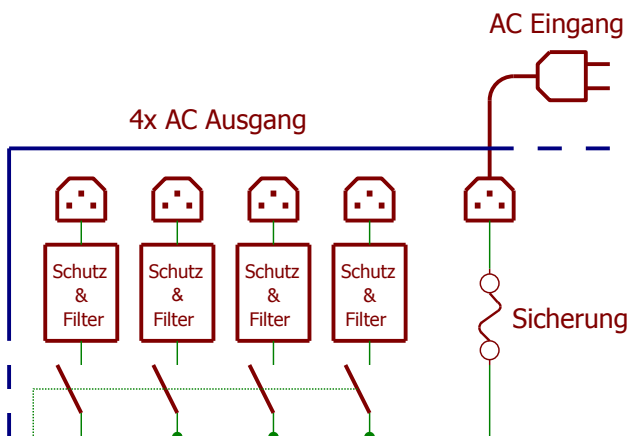 AC Eingang
4x AC Ausgang
Schutz
&
Filter
Schutz
&
Filter
Schutz
&
Filter
Schutz
&
Filter
Sicherung